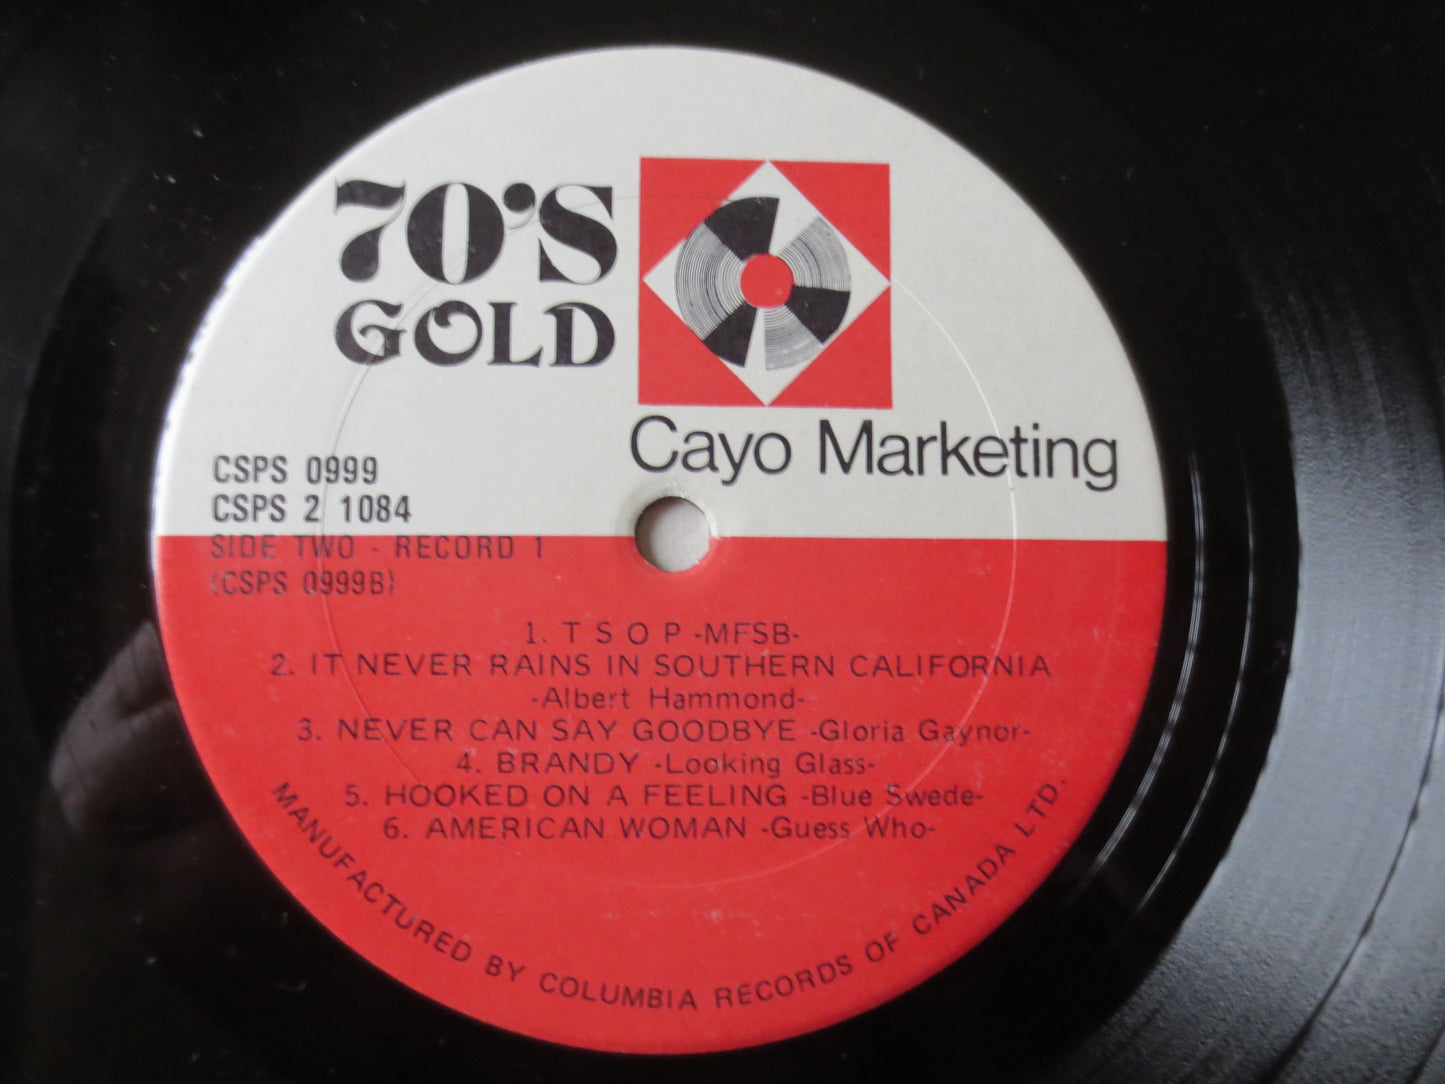 70'S
GOLD
Cayo Marketing
CSPS 0999
CSPS 2 1084
SIDE TWO - RECORD 1
(CSPS 0999B)
1. T S O P -MFSB-
2. IT NEVER RAINS IN SOUTHERN CALIFORNIA
-Albert Hammond-
3. NEVER CAN SAY GOODBYE -Gloria Gaynor-
4. BRANDY -Looking Glass-
5. HOOKED ON A FEELING -Blue Swede-
6. AMERICAN WOMAN -Guess Who-
MANUFACTURED BY COLUMBIA RECORDS OF CANADA LTD.